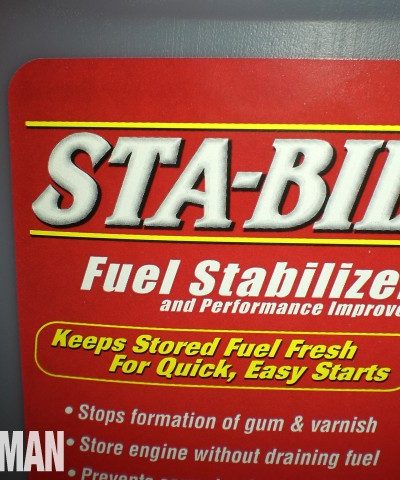 STA-BIL
Fuel Stabilize
and Performance Improve
Keeps Stored Fuel Fresh
For Quick, Easy Starts
• Stops formation of gum & varnish
• Store engine without draining fuel
• Prevents
MAN